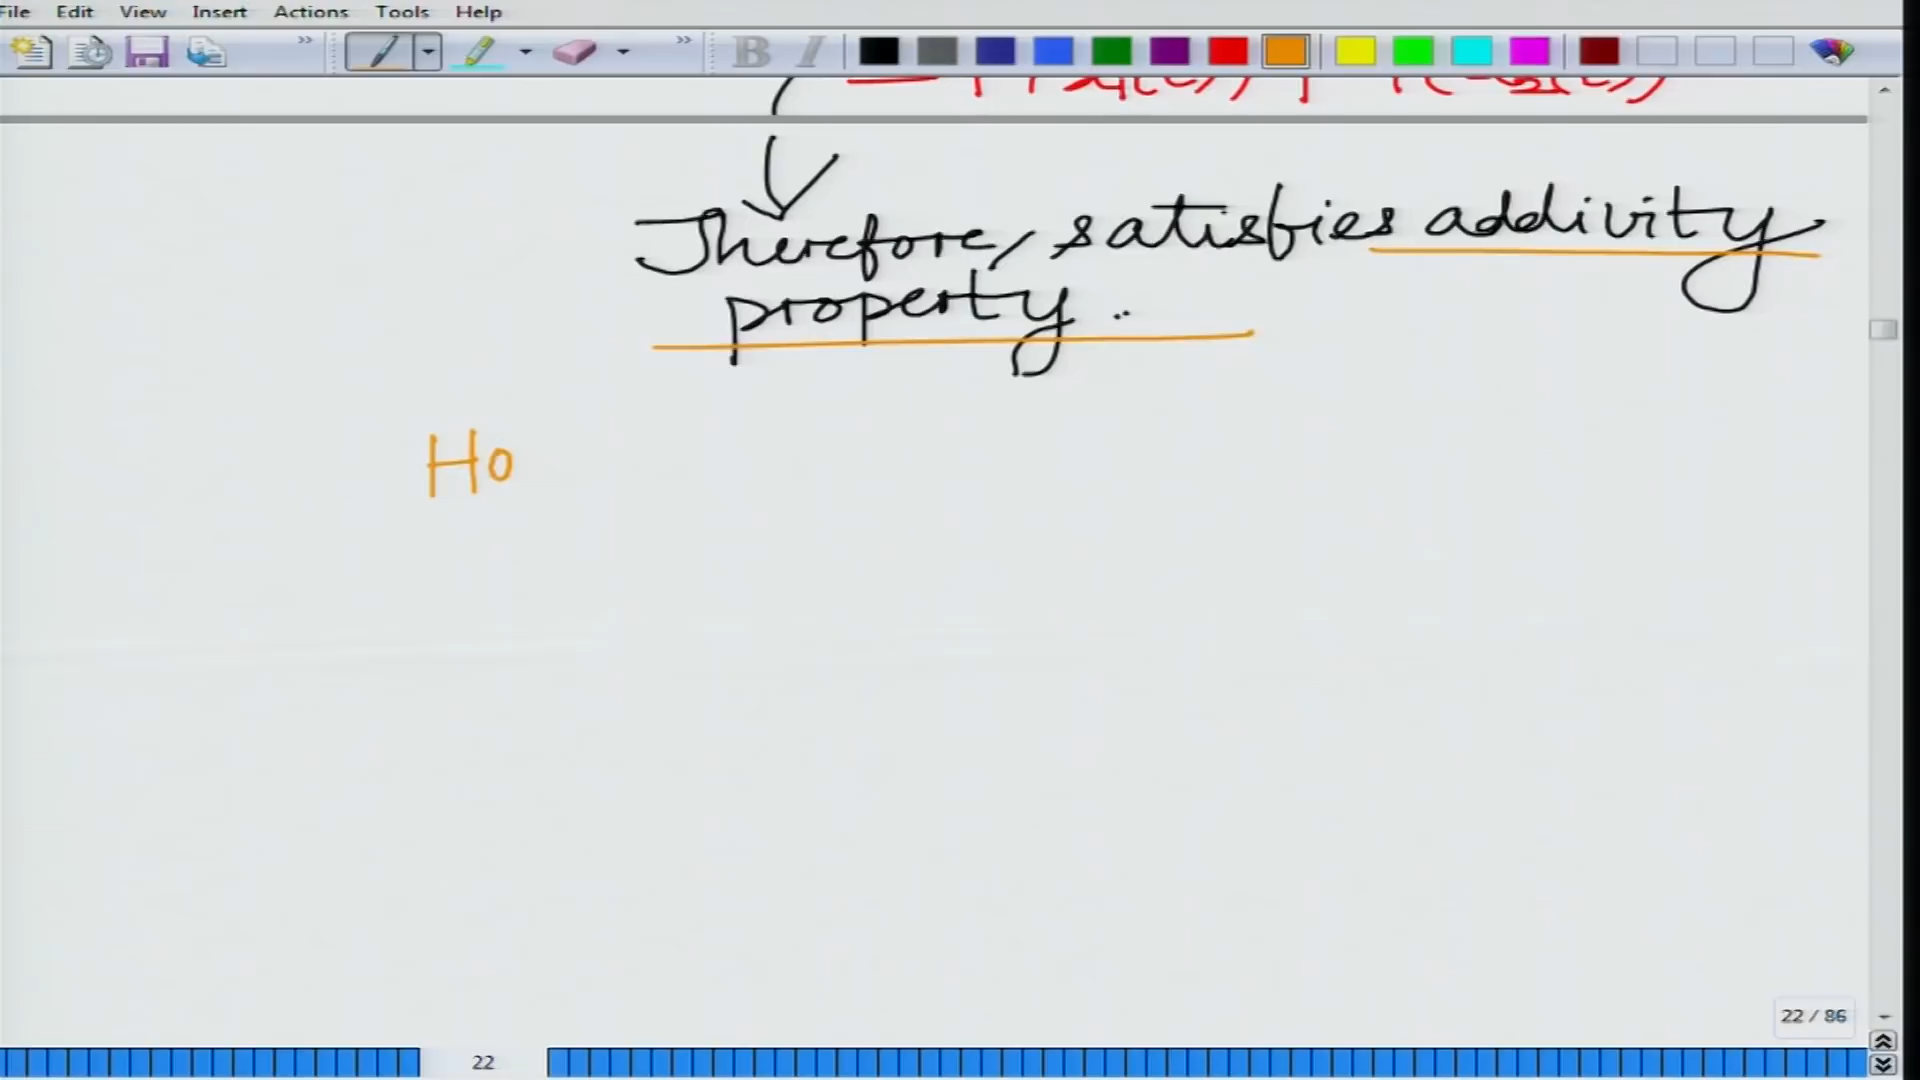 File Edit View Insert Actions Tools Help
B I
Therefore, satisfies addivity
property..
Ho
22 / 86
22